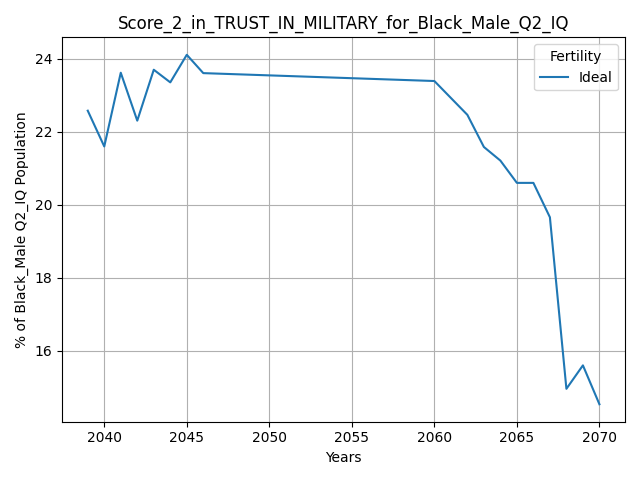 Score_2_in_TRUST_IN_MILITARY_for_Black_Male_Q2_IQ
Fertility
Ideal
% of Black_Male Q2_IQ Population
24
22
20
18
16
2040 2045 2050 2055 2060 2065 2070
Years